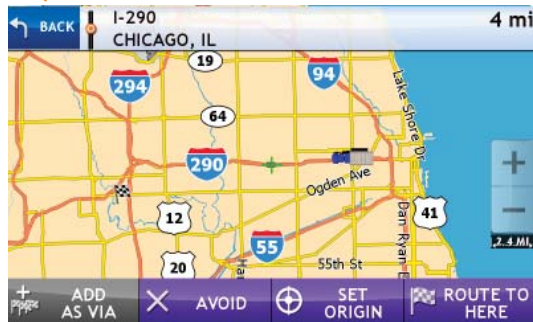 BACK
I-290
CHICAGO, IL
4 mi
19
94
294
Lake Shore Dr
64
290
Ogden Ave
12
41
Dan Ryan E
55
2.4 MI.
20
55th St
Ha
ADD
AS VIA
AVOID
SET
ORIGIN
ROUTE TO
HERE